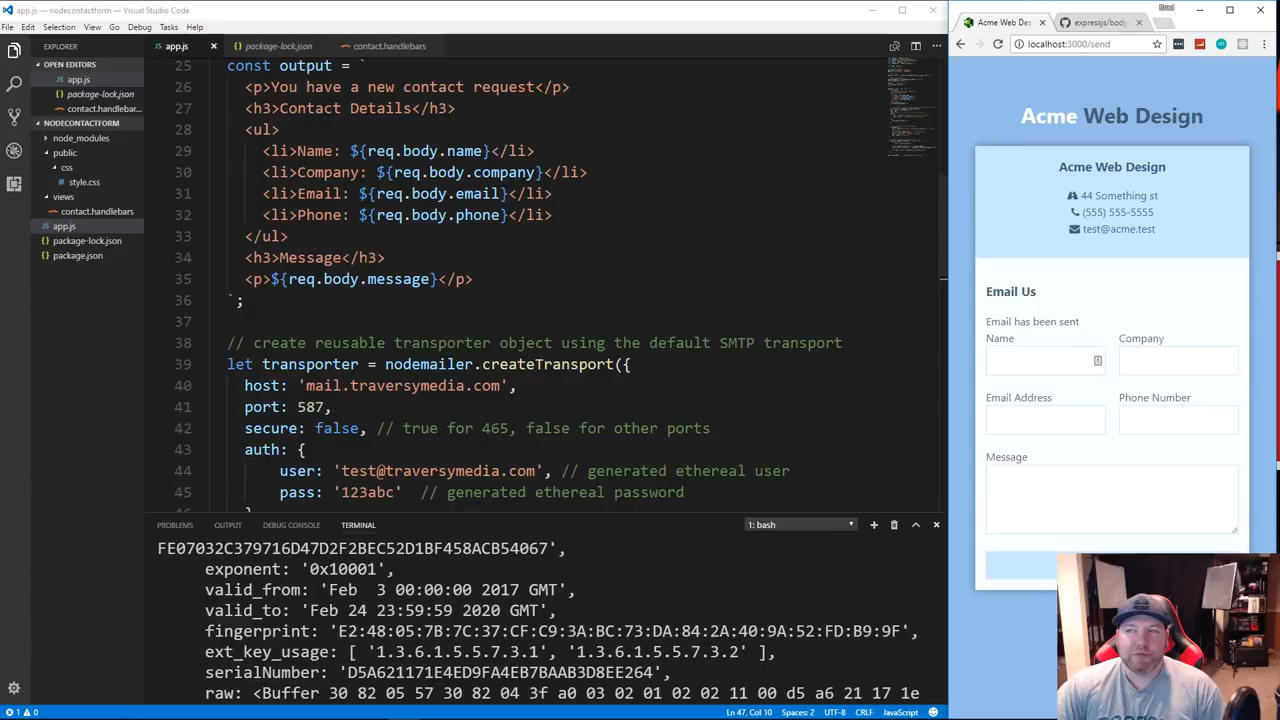 app.js - nodecontactform - Visual Studio Code
File Edit Selection View Go Debug Tasks Help
EXPLORER
OPEN EDITORS
app.js
package-lock.json
contact.handlebar...
NODECONTACTFORM
node_modules
public
css
style.css
views
contact.handlebars
app.js
package-lock.json
package.json
app.js package-lock.json contact.handlebars
25 const output = `
26 <p>You have a new contact request</p>
27 <h3>Contact Details</h3>
28 <ul>
29 <li>Name: ${req.body.name}</li>
30 <li>Company: ${req.body.company}</li>
31 <li>Email: ${req.body.email}</li>
32 <li>Phone: ${req.body.phone}</li>
33 </ul>
34 <h3>Message</h3>
35 <p>${req.body.message}</p>
36 `;
37
38 // create reusable transporter object using the default SMTP transport
39 let transporter = nodemailer.createTransport({
40 host: 'mail.traversymedia.com',
41 port: 587,
42 secure: false, // true for 465, false for other ports
43 auth: {
44 user: 'test@traversymedia.com', // generated ethereal user
45 pass: '123abc' // generated ethereal password
PROBLEMS OUTPUT DEBUG CONSOLE TERMINAL 1: bash
FE07032C379716D47D2F2BEC52D1BF458ACB54067',
exponent: '0x10001',
valid_from: 'Feb  3 00:00:00 2017 GMT',
valid_to: 'Feb 24 23:59:59 2020 GMT',
fingerprint: 'E2:48:05:7B:7C:37:CF:C6:3A:BC:73:DA:84:2A:40:9A:52:FD:B9:9F',
ext_key_usage: [ '1.3.6.1.5.5.7.3.1', '1.3.6.1.5.5.7.3.2' ],
serialNumber: 'D5A621171E4ED9FA4EB7BAAB3D8EE264',
raw: <Buffer 30 82 05 57 30 82 04 3f a0 03 02 01 02 02 11 00 d5 a6 21 17 1e
1 0 Ln 47, Col 10 Spaces: 2 UTF-8 CRLF JavaScript
Brad
Acme Web Des expressjs/body-
localhost:3000/send
Acme Web Design
Acme Web Design
44 Something st
(555) 555-5555
test@acme.test
Email Us
Email has been sent
Name Company
Email Address Phone Number
Message